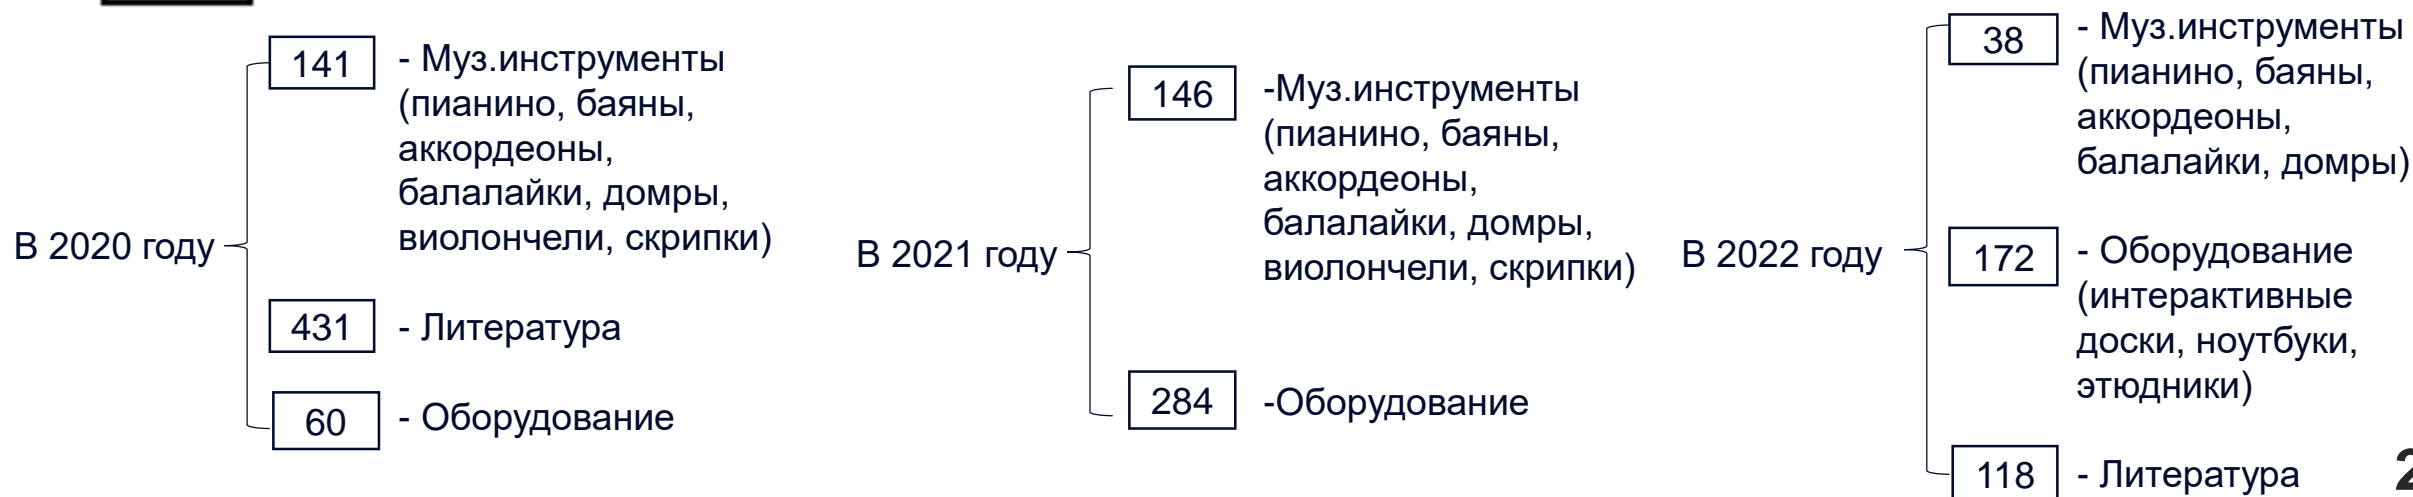 В 2020 году
141
- Муз.инструменты
(пианино, баяны,
аккордеоны,
балалайки, домры,
виолончели, скрипки)
431
- Литература
60
- Оборудование
В 2021 году
146
-Муз.инструменты
(пианино, баяны,
аккордеоны,
балалайки, домры,
виолончели, скрипки)
284
-Оборудование
В 2022 году
38
- Муз.инструменты
(пианино, баяны,
аккордеоны,
балалайки, домры)
172
- Оборудование
(интерактивные
доски, ноутбуки,
этюдники)
118
- Литература